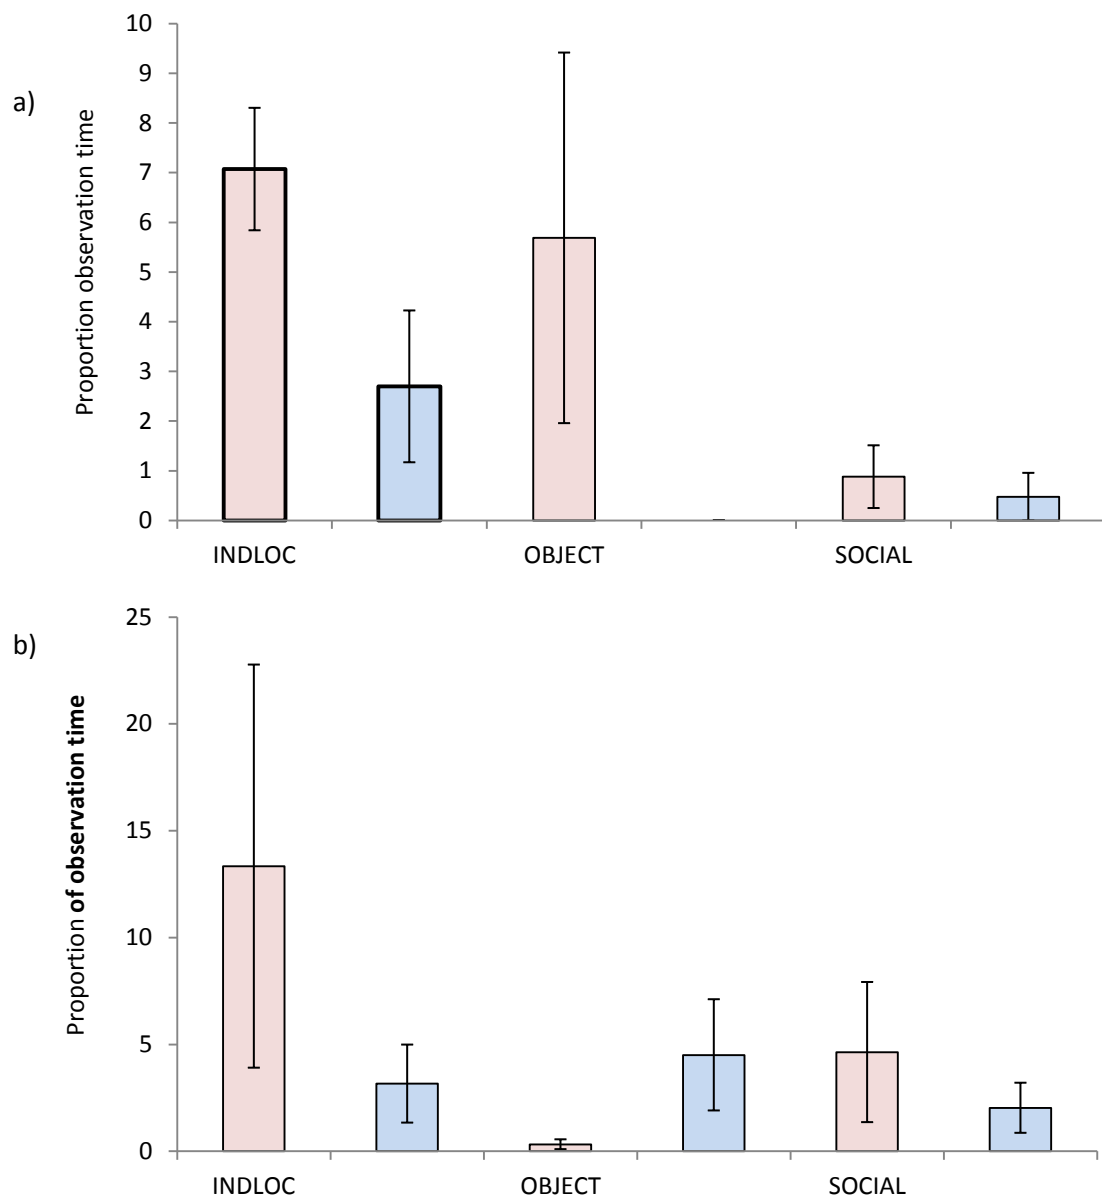 a)
Proportion observation time
10
9
8
7
6
5
4
3
2
1
0
INDLOC OBJECT SOCIAL
b)
Proportion of observation time
25
20
15
10
5
0
INDLOC OBJECT SOCIAL